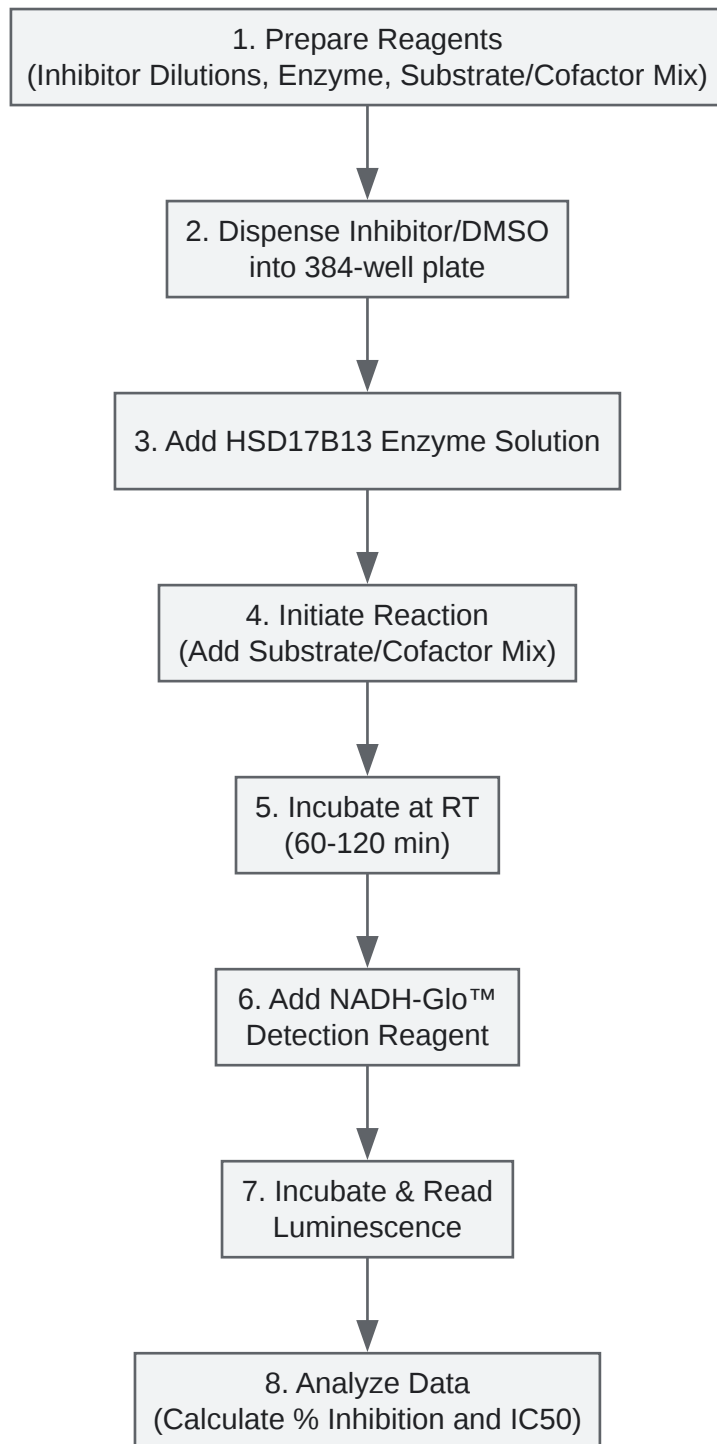 1. Prepare Reagents
(Inhibitor Dilutions, Enzyme, Substrate/Cofactor Mix)
2. Dispense Inhibitor/DMSO
into 384-well plate
3. Add HSD17B13 Enzyme Solution
4. Initiate Reaction
(Add Substrate/Cofactor Mix)
5. Incubate at RT
(60-120 min)
6. Add NADH-Glo™
Detection Reagent
7. Incubate & Read
Luminescence
8. Analyze Data
(Calculate % Inhibition and IC50)